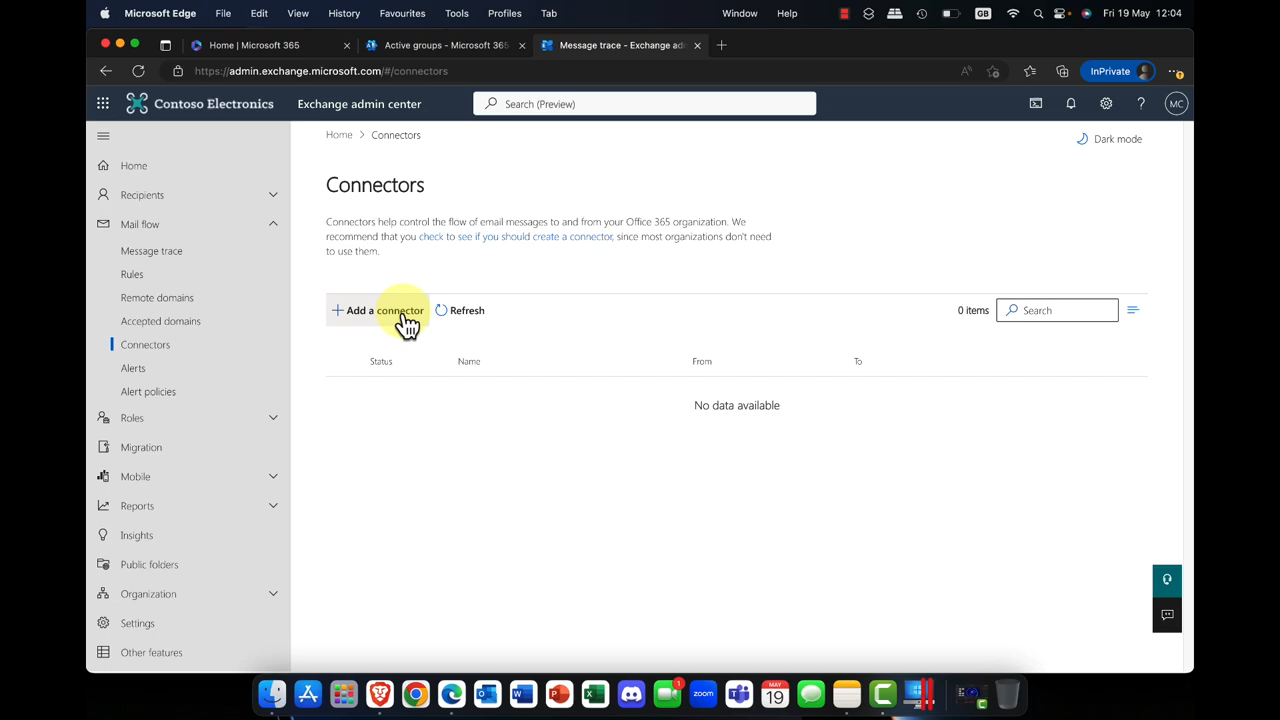 Microsoft Edge File Edit View History Favourites Tools Profiles Tab Window Help GB Fri 19 May 12:04
Home | Microsoft 365
Active groups - Microsoft 365
Message trace - Exchange adm
https://admin.exchange.microsoft.com/#/connectors
InPrivate
Contoso Electronics
Exchange admin center
Search (Preview)
MC
Home
Recipients
Mail flow
Message trace
Rules
Remote domains
Accepted domains
Connectors
Alerts
Alert policies
Roles
Migration
Mobile
Reports
Insights
Public folders
Organization
Settings
Other features
Home > Connectors
Dark mode
Connectors
Connectors help control the flow of email messages to and from your Office 365 organization. We
recommend that you check to see if you should create a connector, since most organizations don't need
to use them.
Add a connector Refresh 0 items Search
Status Name From To
No data available
1
zoom
MAY
19